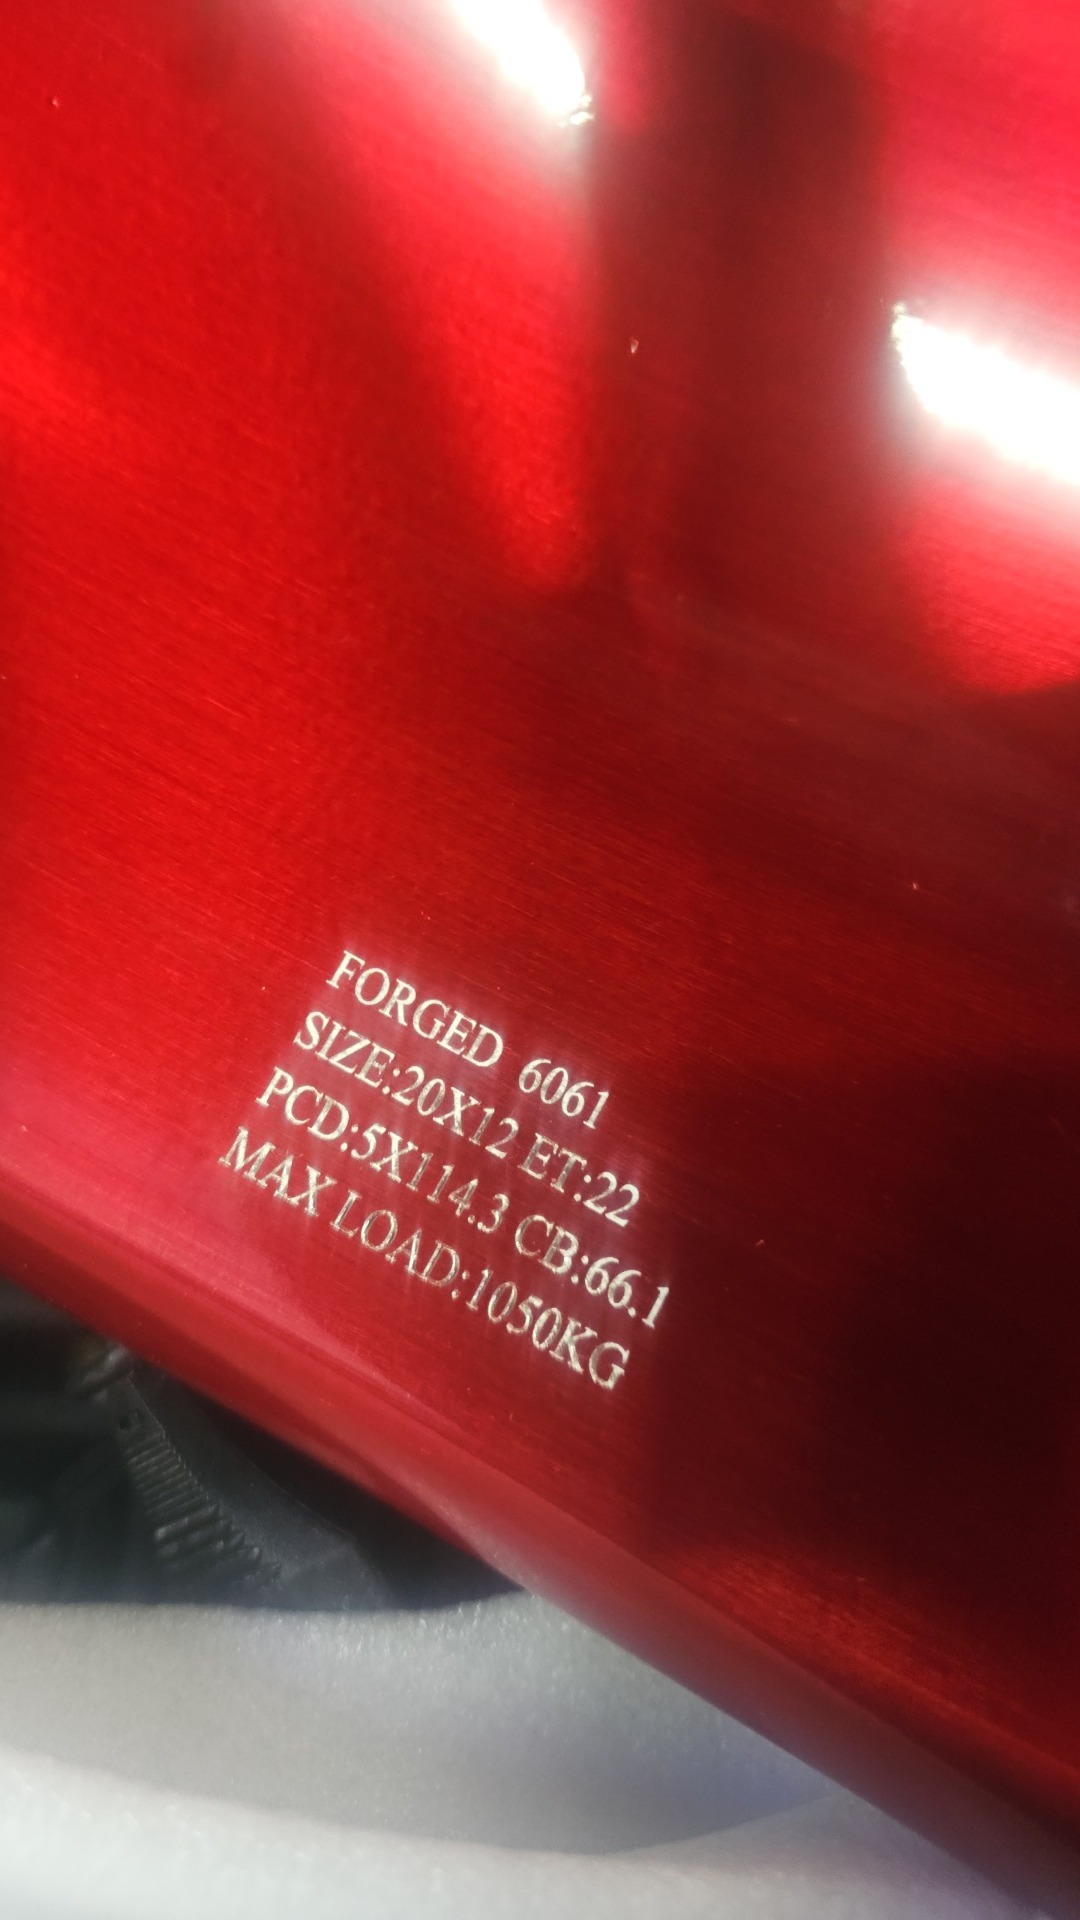 FORGED 6061
SIZE:20X12 ET:22
PCD:5X114.3 CB:66.1
MAX LOAD:1050KG